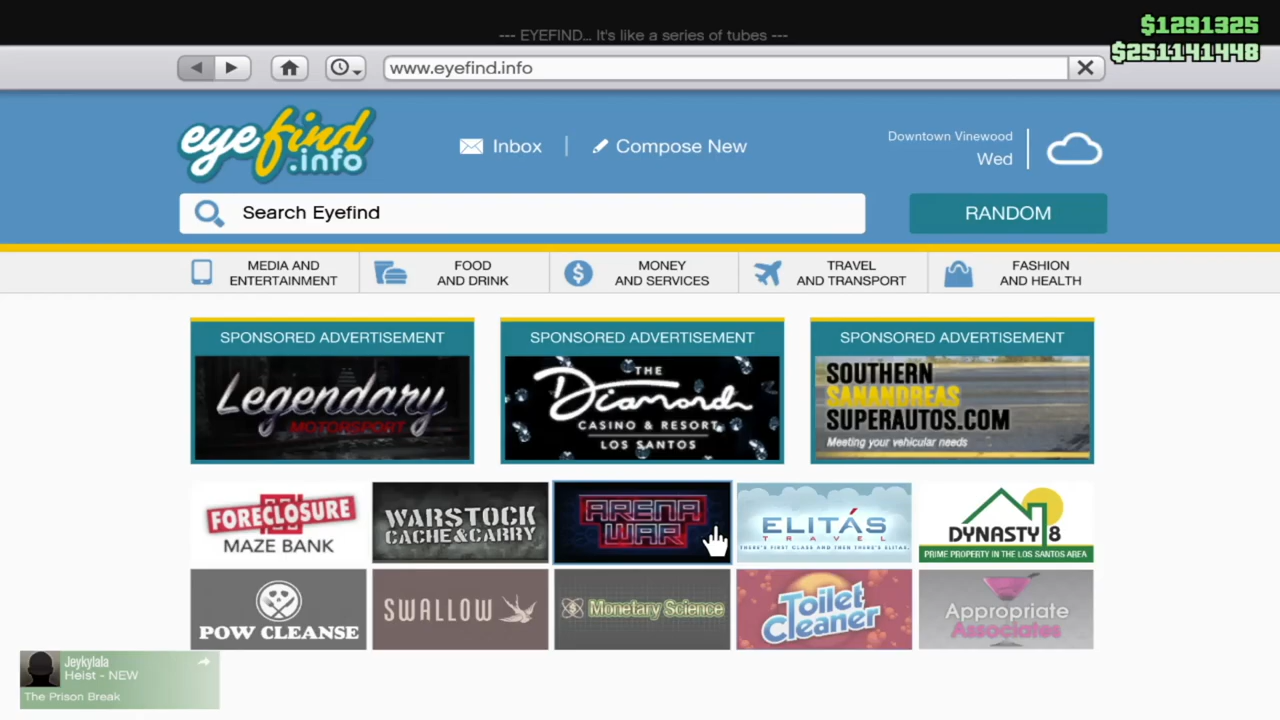 $1291325
--- EYEFIND... It's like a series of tubes ---
$251141448
www.eyefind.info
eyefind
.info
Inbox
Compose New
Downtown Vinewood
Wed
Search Eyefind
RANDOM
MEDIA AND
ENTERTAINMENT
FOOD
AND DRINK
MONEY
AND SERVICES
TRAVEL
AND TRANSPORT
FASHION
AND HEALTH
SPONSORED ADVERTISEMENT
Legendary
MOTORSPORT
SPONSORED ADVERTISEMENT
THE
Diamond
CASINO & RESORT
LOS SANTOS
SPONSORED ADVERTISEMENT
SOUTHERN
SANANDREAS
SUPERAUTOS.COM
Meeting your vehicular needs
FORECLOSURE
MAZE BANK
WARSTOCK
CACHE&CARRY
ARENA
WAR
ELITÁS
TRAVEL
THERE'S FIRST CLASS AND THEN THERE'S ELITAS.
DYNASTY 8
PRIME PROPERTY IN THE LOS SANTOS AREA
POW CLEANSE
SWALLOW
Monetary Science
Toilet
Cleaner
Appropriate
Associates
Jeykylala
Heist - NEW
The Prison Break